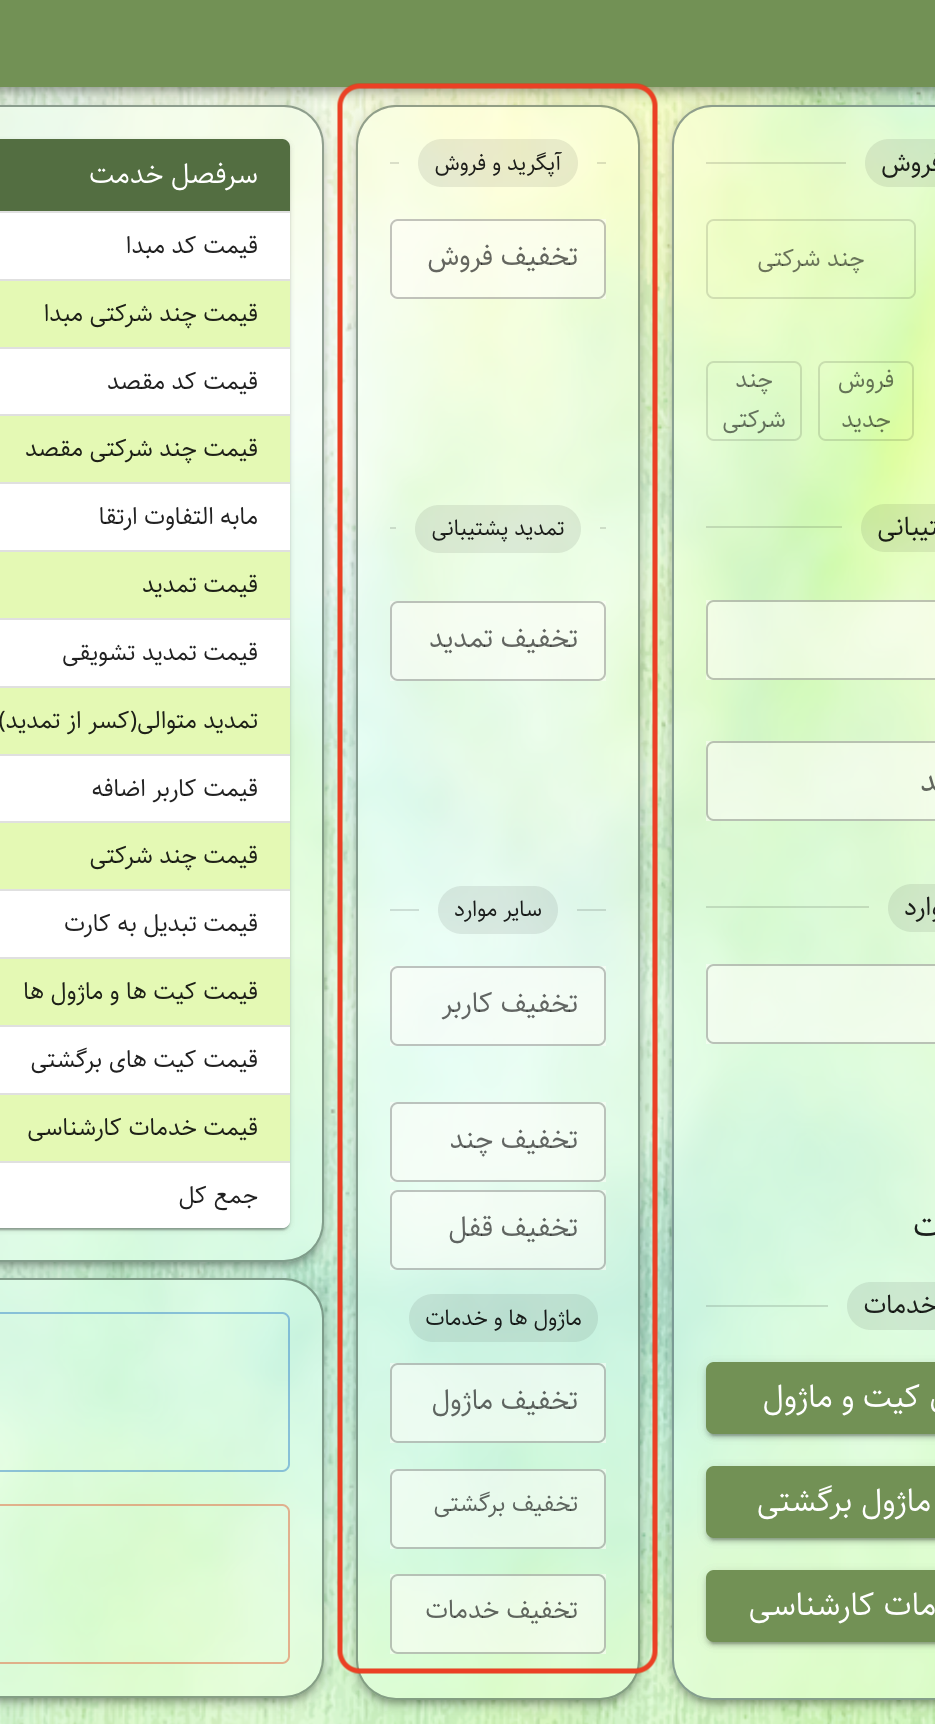 فروش
چند شرکتی
فروش جدید
چند شرکتی
خدمات
کیت و ماژول
ماژول برگشتی
کارشناسی
آپگرید و فروش
تخفیف فروش
تمدید پشتیبانی
تخفیف تمدید
سایر موارد
تخفیف کاربر
تخفیف چند
تخفیف قفل
ماژول ها و خدمات
تخفیف ماژول
تخفیف برگشتی
تخفیف خدمات
سرفصل خدمت
قیمت کد مبدا
قیمت چند شرکتی مبدا
قیمت کد مقصد
قیمت چند شرکتی مقصد
مابه التفاوت ارتقا
قیمت تمدید
قیمت تمدید تشویقی
تمدید متوالی(کسر از تمدید)
قیمت کاربر اضافه
قیمت چند شرکتی
قیمت تبدیل به کارت
قیمت کیت ها و ماژول ها
قیمت کیت های برگشتی
قیمت خدمات کارشناسی
جمع کل